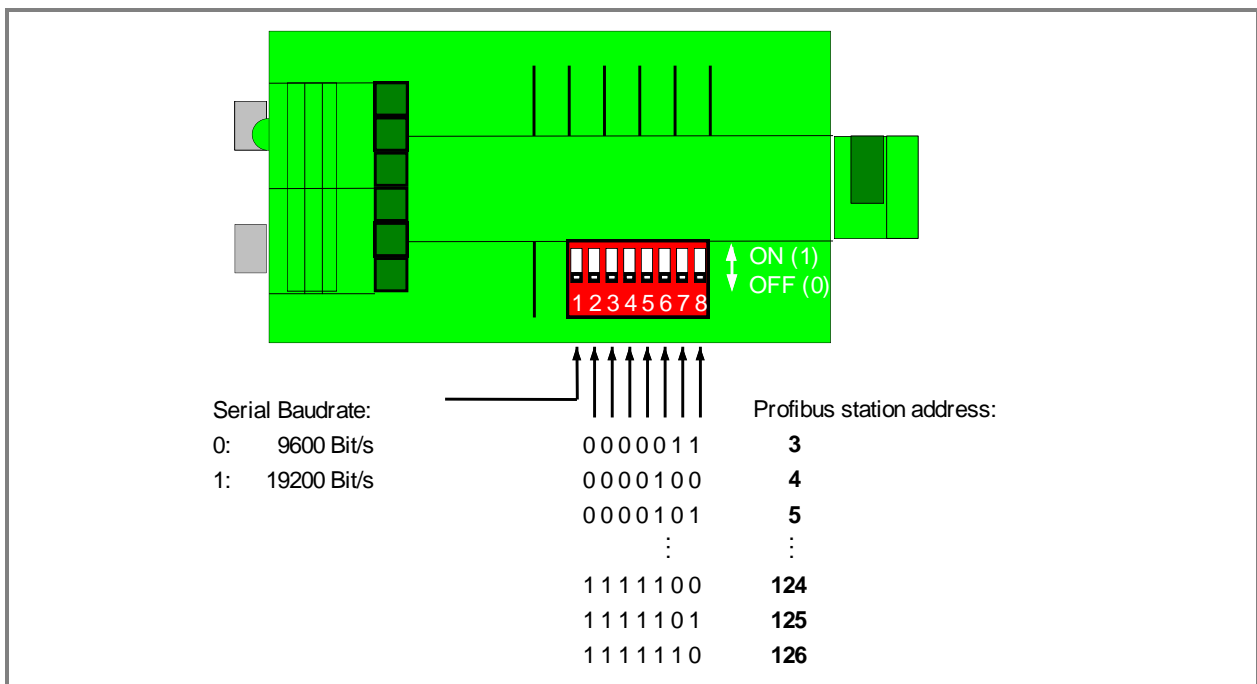 ON (1)
OFF (0)
1 2 3 4 5 6 7 8
Serial Baudrate:
Profibus station address:
0: 9600 Bit/s
0 0 0 0 0 1 1
3
1: 19200 Bit/s
0 0 0 0 1 0 0
4
0 0 0 0 1 0 1
5
⋮ ⋮
1 1 1 1 1 0 0
124
1 1 1 1 1 0 1
125
1 1 1 1 1 1 0
126